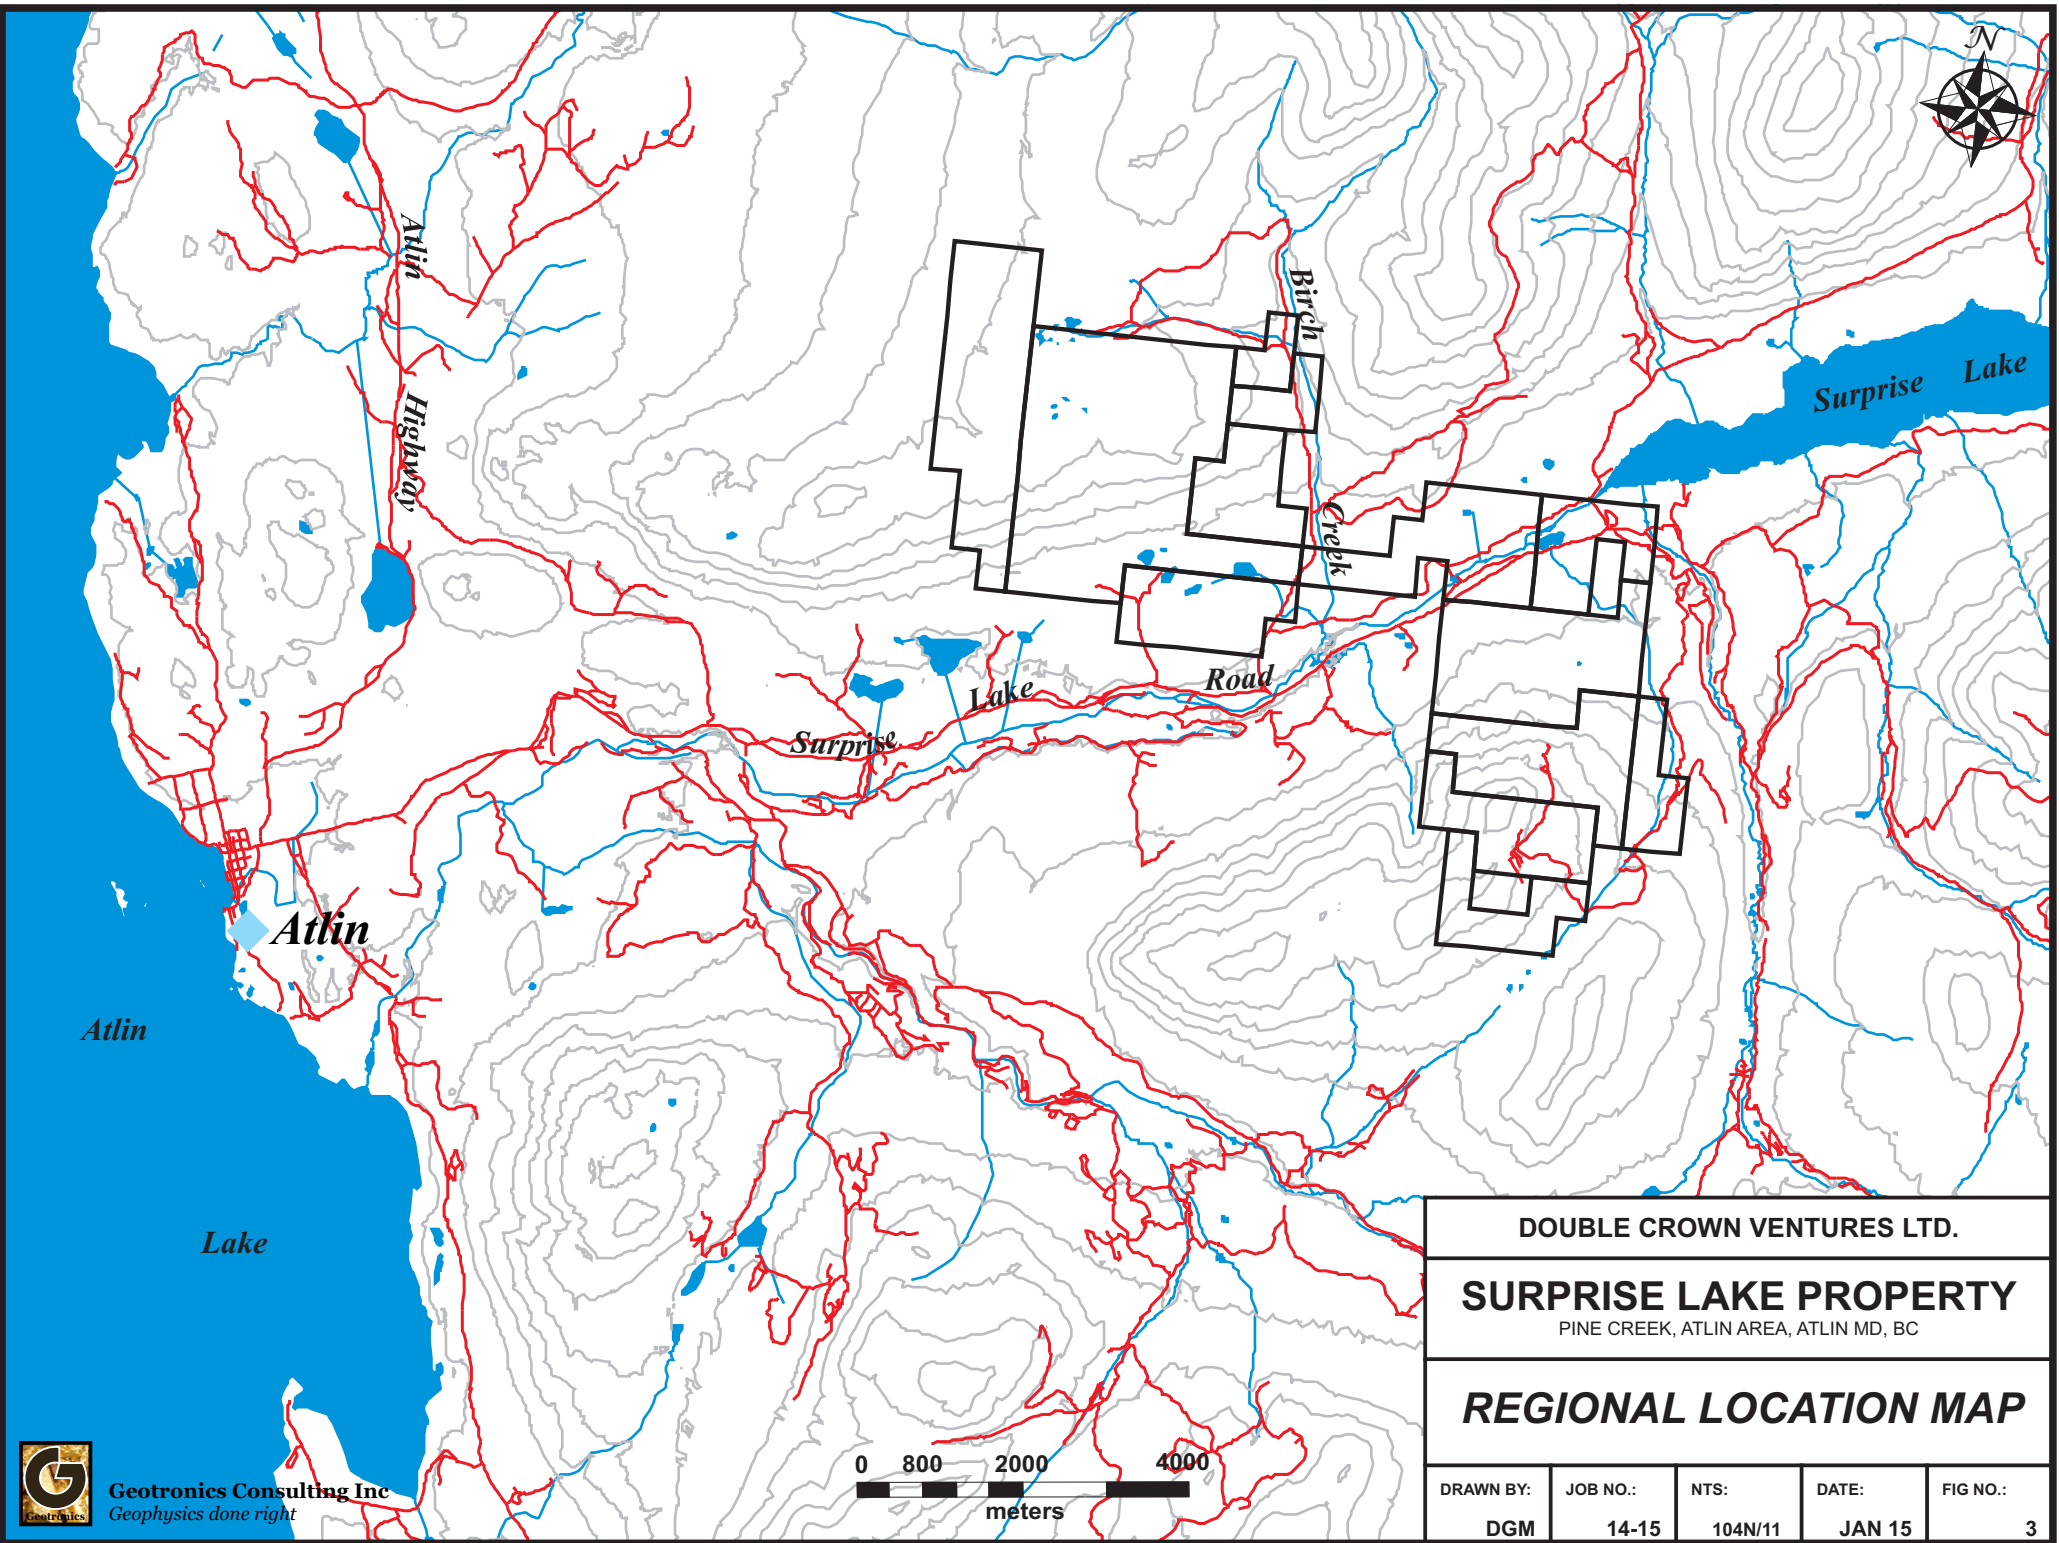 N
Atlin
Highway
Birch
Creek
Surprise Lake
Surprise Lake Road
Atlin
Atlin
Lake
Geotronics
Geotronics Consulting Inc
Geophysics done right
0 800 2000 4000
meters
DOUBLE CROWN VENTURES LTD.
SURPRISE LAKE PROPERTY
PINE CREEK, ATLIN AREA, ATLIN MD, BC
REGIONAL LOCATION MAP
DRAWN BY: JOB NO.: NTS: DATE: FIG NO.:
DGM 14-15 104N/11 JAN 15 3